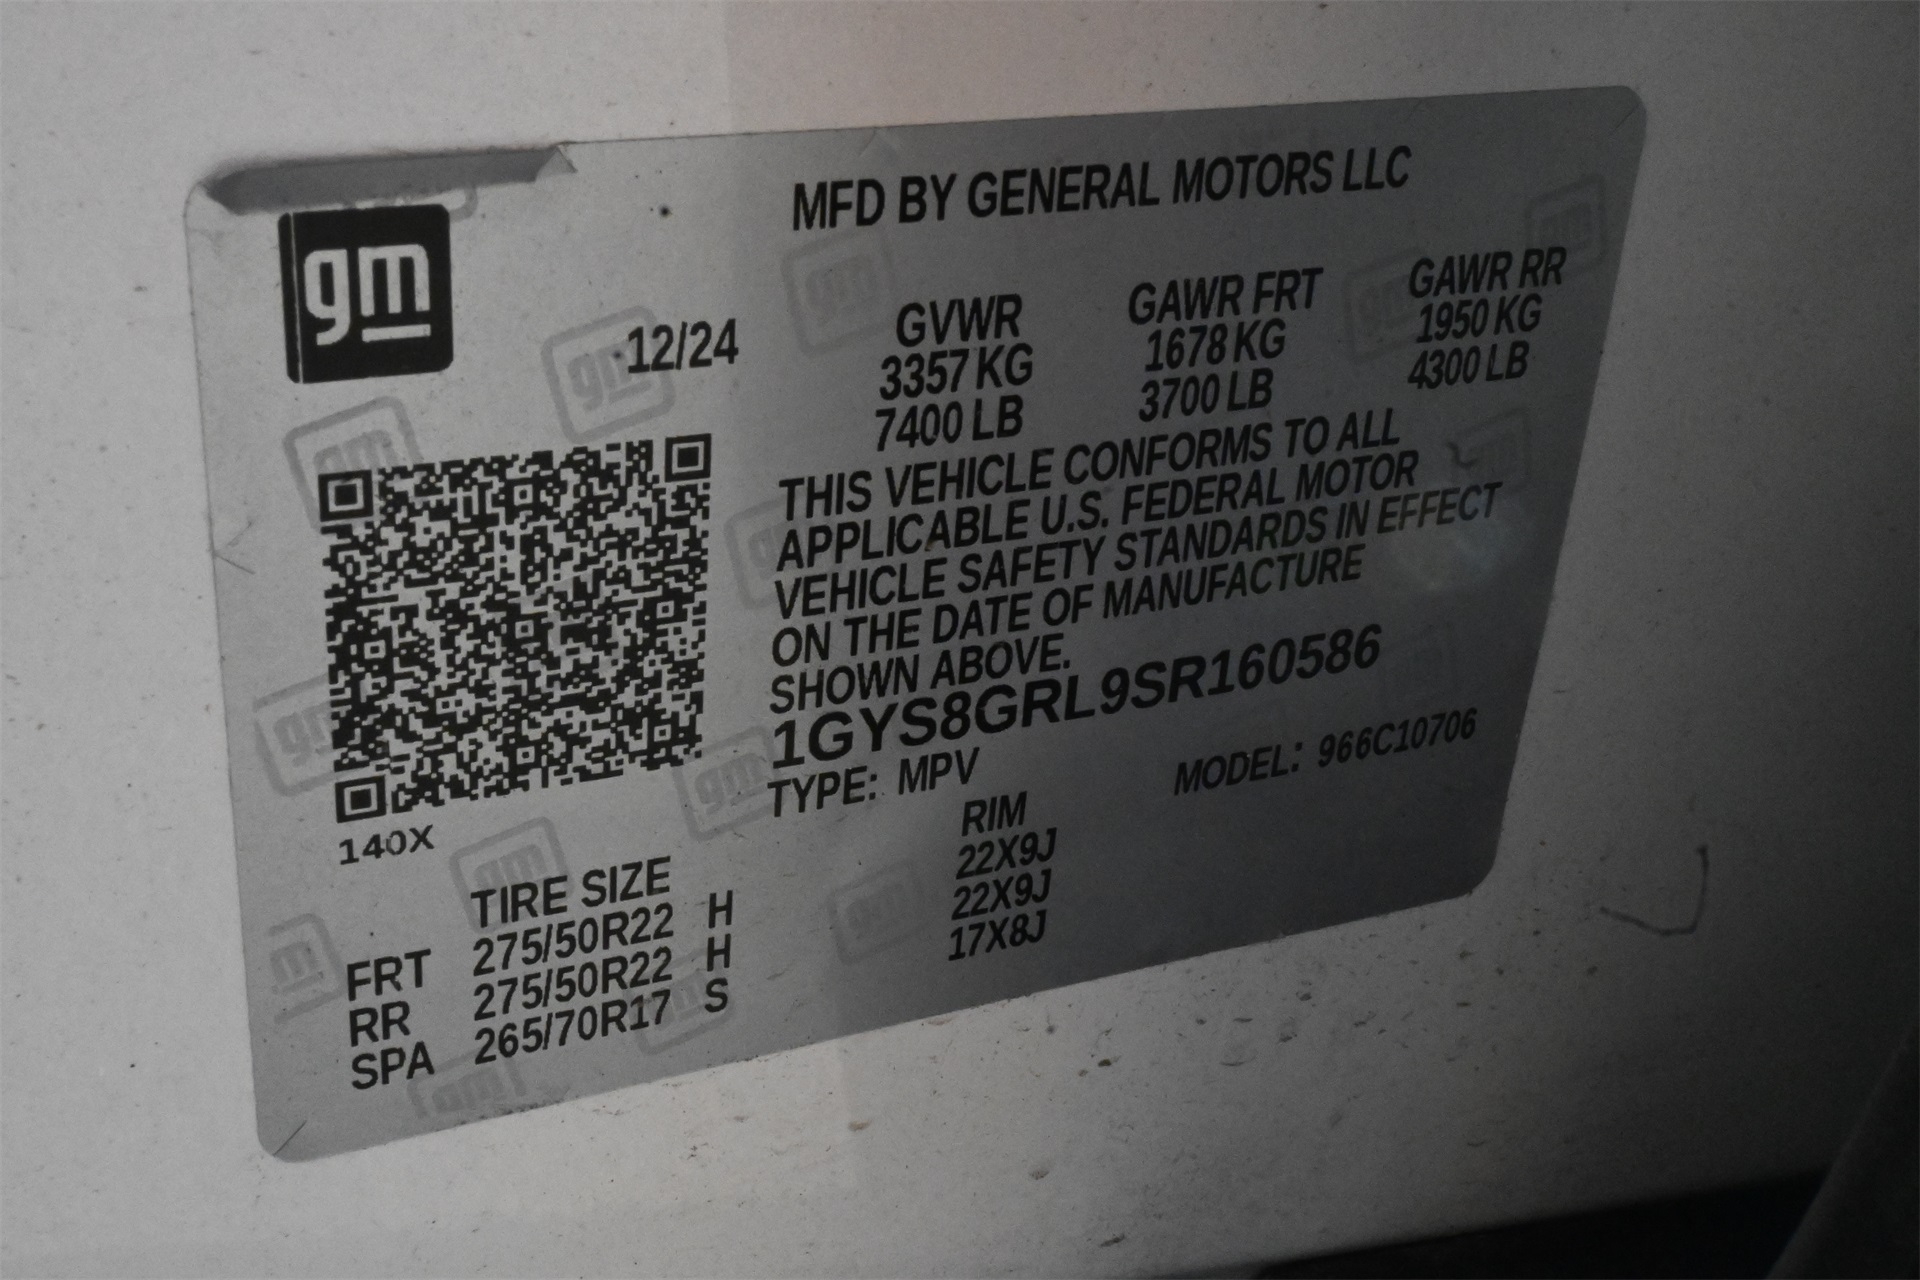 MFD BY GENERAL MOTORS LLC
gm
12/24
GVWR GAWR FRT GAWR RR
3357 KG 1678 KG 1950 KG
7400 LB 3700 LB 4300 LB
THIS VEHICLE CONFORMS TO ALL
APPLICABLE U.S. FEDERAL MOTOR
VEHICLE SAFETY STANDARDS IN EFFECT
ON THE DATE OF MANUFACTURE
SHOWN ABOVE.
1GYS8GRL9SR160586
TYPE: MPV MODEL: 966C10706
140X
TIRE SIZE RIM
FRT 275/50R22 H 22X9J
RR 275/50R22 H 22X9J
SPA 265/70R17 S 17X8J